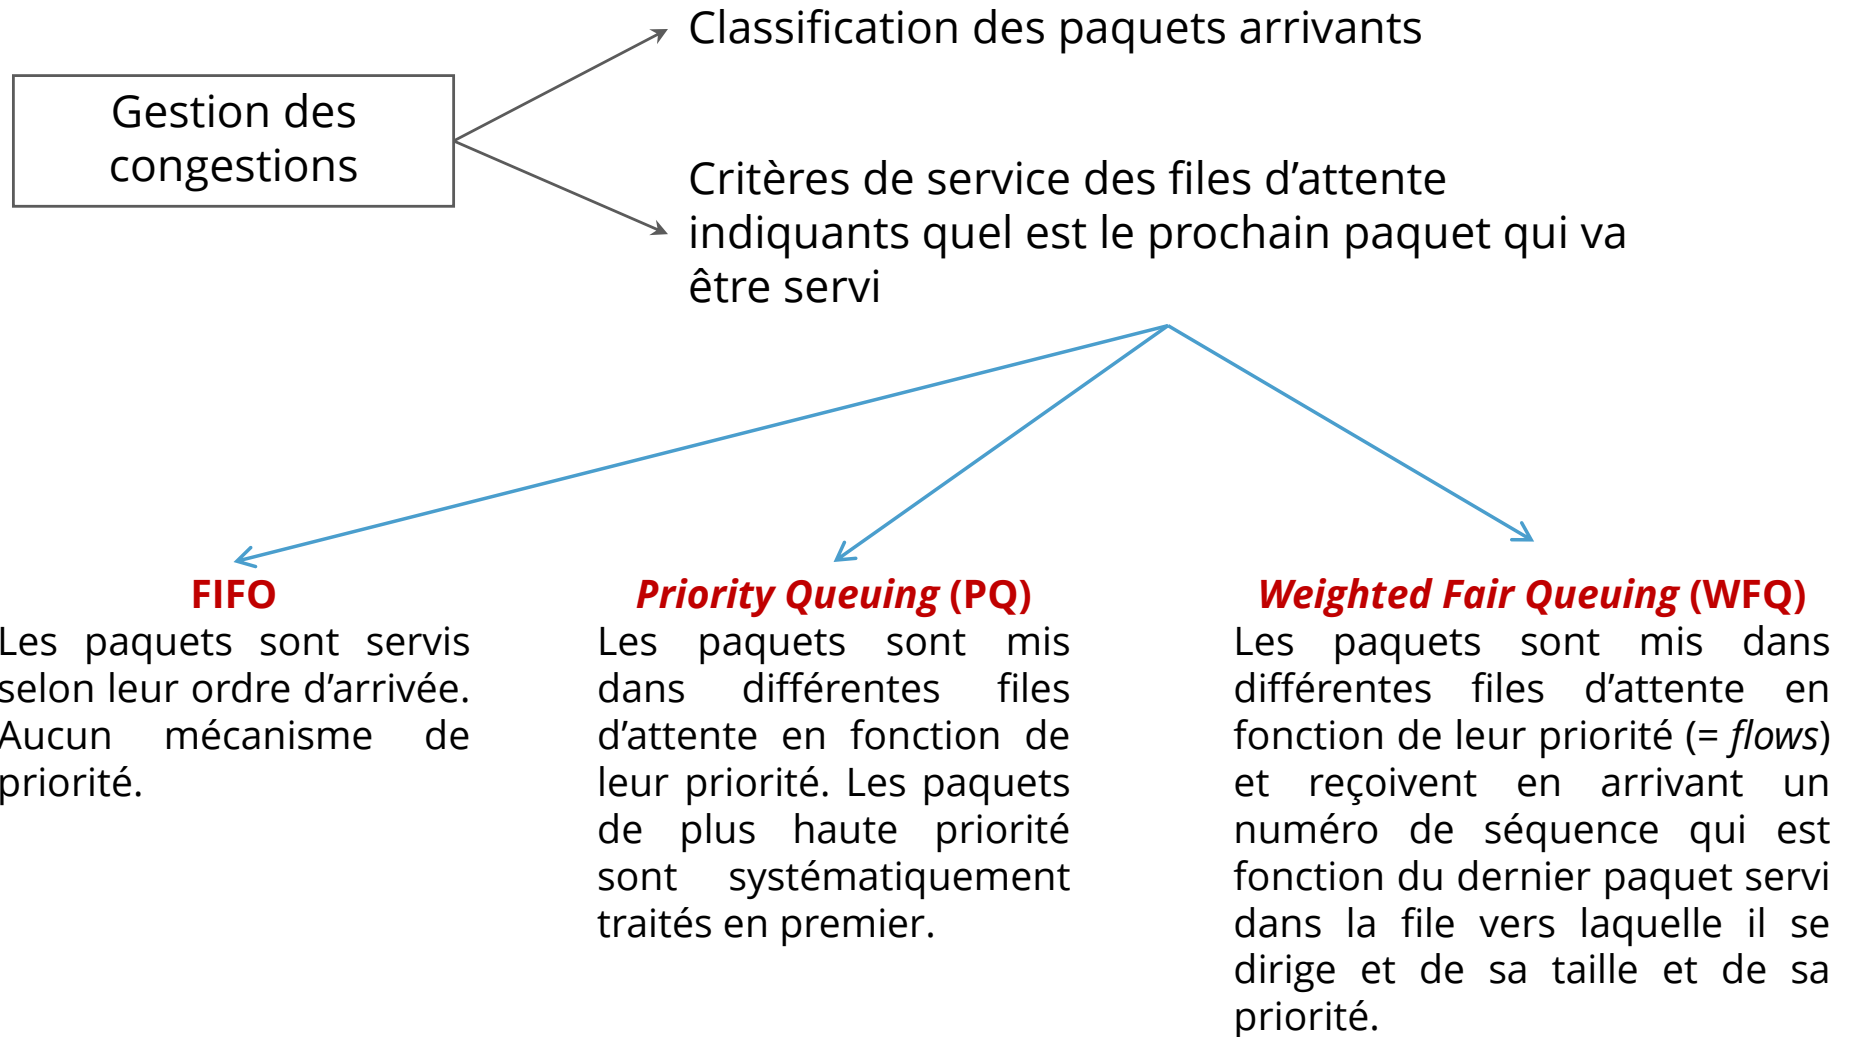 Classification des paquets arrivants
Gestion des
congestions
Critères de service des files d’attente
indiquants quel est le prochain paquet qui va
être servi
FIFO
Les paquets sont servis
selon leur ordre d’arrivée.
Aucun mécanisme de
priorité.
Priority Queuing (PQ)
Les paquets sont mis
dans différentes files
d’attente en fonction de
leur priorité. Les paquets
de plus haute priorité
sont systématiquement
traités en premier.
Weighted Fair Queuing (WFQ)
Les paquets sont mis dans
différentes files d’attente en
fonction de leur priorité (= flows)
et reçoivent en arrivant un
numéro de séquence qui est
fonction du dernier paquet servi
dans la file vers laquelle il se
dirige et de sa taille et de sa
priorité.